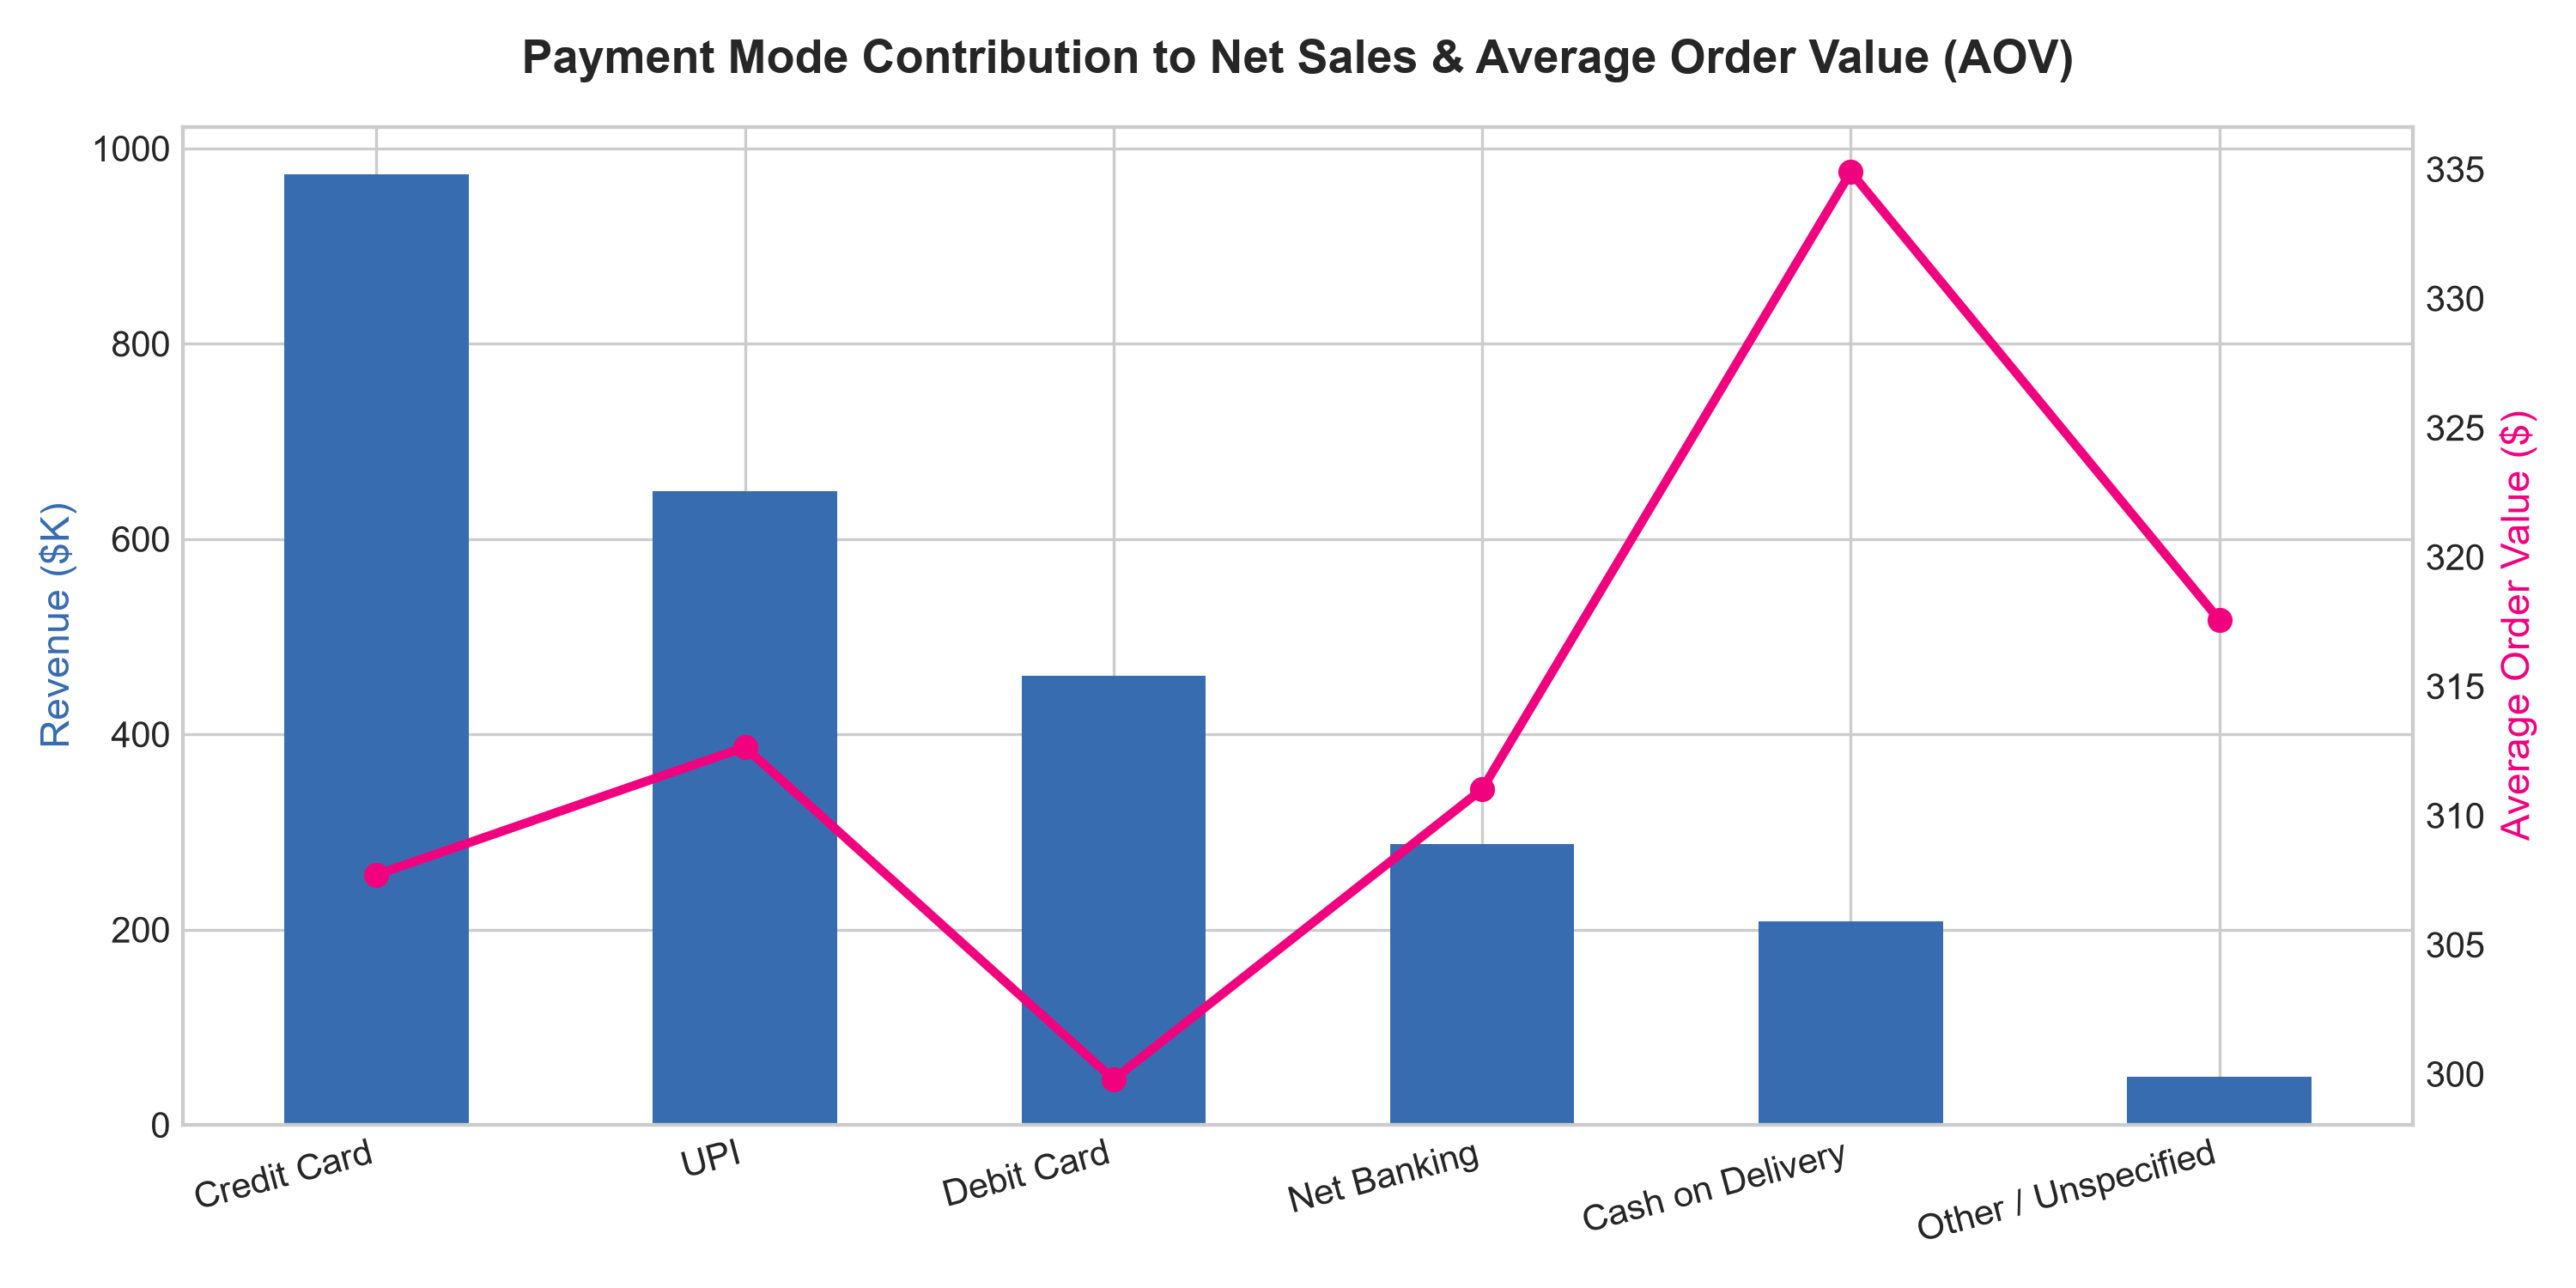 Payment Mode Contribution to Net Sales & Average Order Value (AOV)
1000
800
600
400
200
0
Revenue ($K)
335
330
325
320
315
310
305
300
Average Order Value ($)
Credit Card
UPI
Debit Card
Net Banking
Cash on Delivery
Other / Unspecified